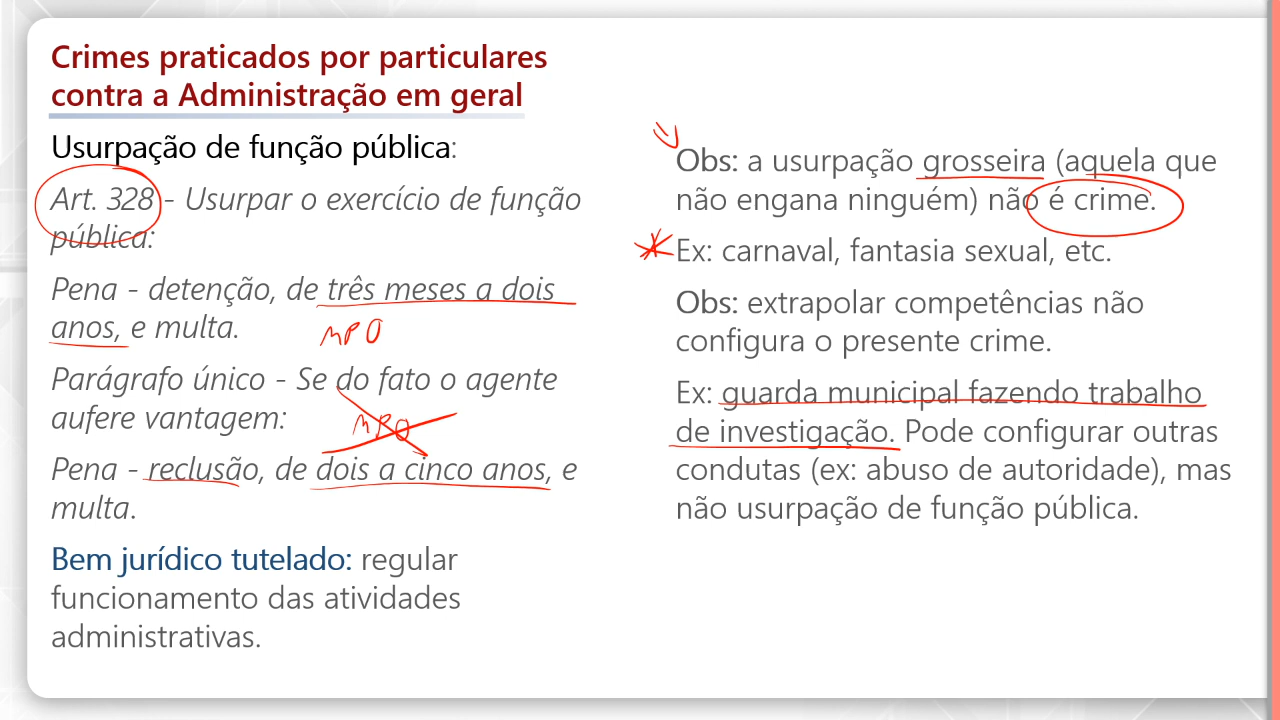 Crimes praticados por particulares
contra a Administração em geral
Usurpação de função pública:
Art. 328 - Usurpar o exercício de função
pública:
Pena - detenção, de três meses a dois
anos, e multa.
MPO
Parágrafo único - Se do fato o agente
aufere vantagem:
MPO
Pena - reclusão, de dois a cinco anos, e
multa.
Bem jurídico tutelado: regular
funcionamento das atividades
administrativas.
Obs: a usurpação grosseira (aquela que
não engana ninguém) não é crime.
Ex: carnaval, fantasia sexual, etc.
Obs: extrapolar competências não
configura o presente crime.
Ex: guarda municipal fazendo trabalho
de investigação. Pode configurar outras
condutas (ex: abuso de autoridade), mas
não usurpação de função pública.